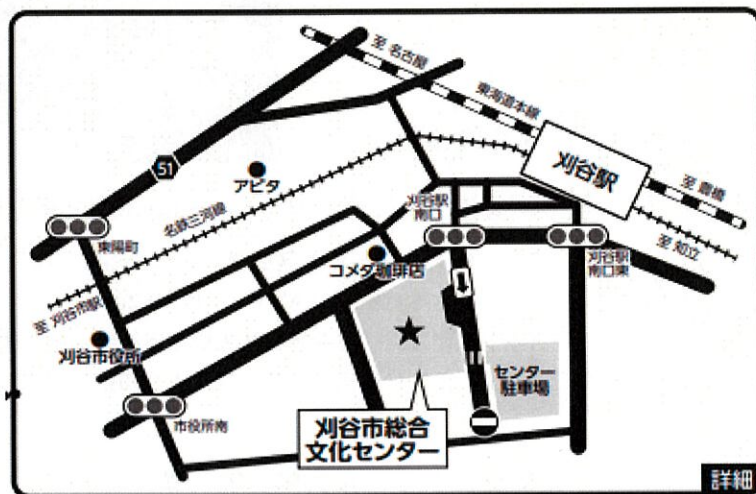 至 名古屋
東海道本線
刈谷駅
至 豊橋
51
アピタ
名鉄三河線
刈谷駅
南口
至 知立
東陽町
コメダ珈琲店
刈谷駅
南口東
至 刈谷市駅
刈谷市役所
センター
駐車場
市役所南
刈谷市総合
文化センター
詳細